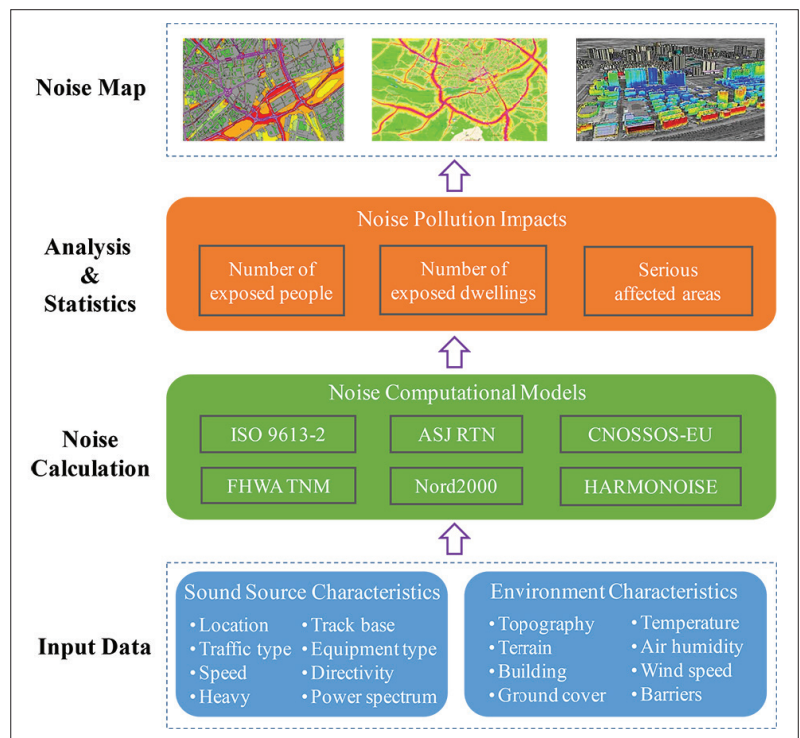 Noise Map
Analysis
&
Statistics
Noise Pollution Impacts
Number of
exposed people
Number of
exposed dwellings
Serious
affected areas
Noise
Calculation
Noise Computational Models
ISO 9613-2
ASJ RTN
CNOSSOS-EU
FHWA TNM
Nord2000
HARMONOISE
Input Data
Sound Source Characteristics
• Location
• Traffic type
• Speed
• Heavy
• Track base
• Equipment type
• Directivity
• Power spectrum
Environment Characteristics
• Topography
• Terrain
• Building
• Ground cover
• Temperature
• Air humidity
• Wind speed
• Barriers